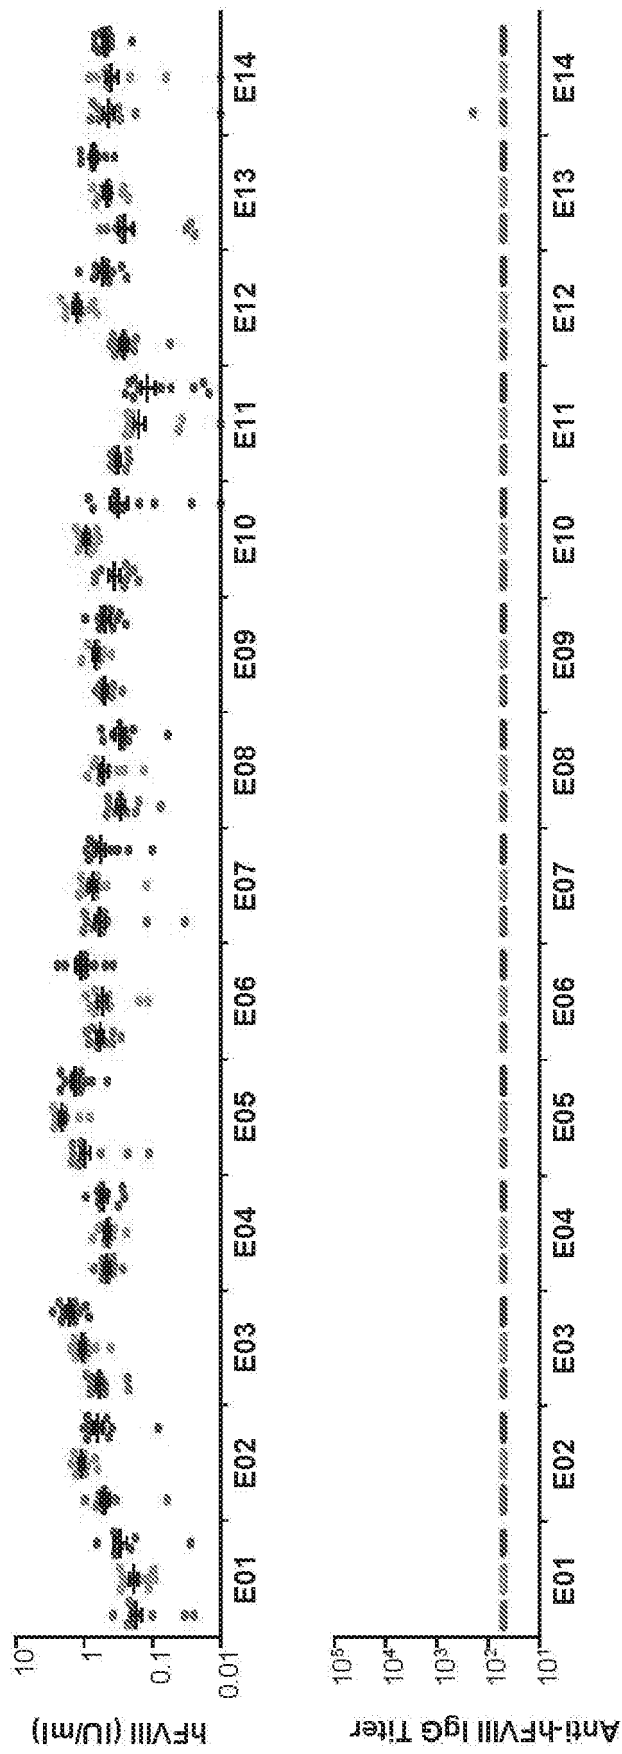 hFVIII (IU/ml)
10
1
0.1
0.01
E01 E02 E03 E04 E05 E06 E07 E08 E09 E10 E11 E12 E13 E14
Anti-hFVIII IgG Titer
10⁵
10⁴
10³
10²
10¹
E01 E02 E03 E04 E05 E06 E07 E08 E09 E10 E11 E12 E13 E14